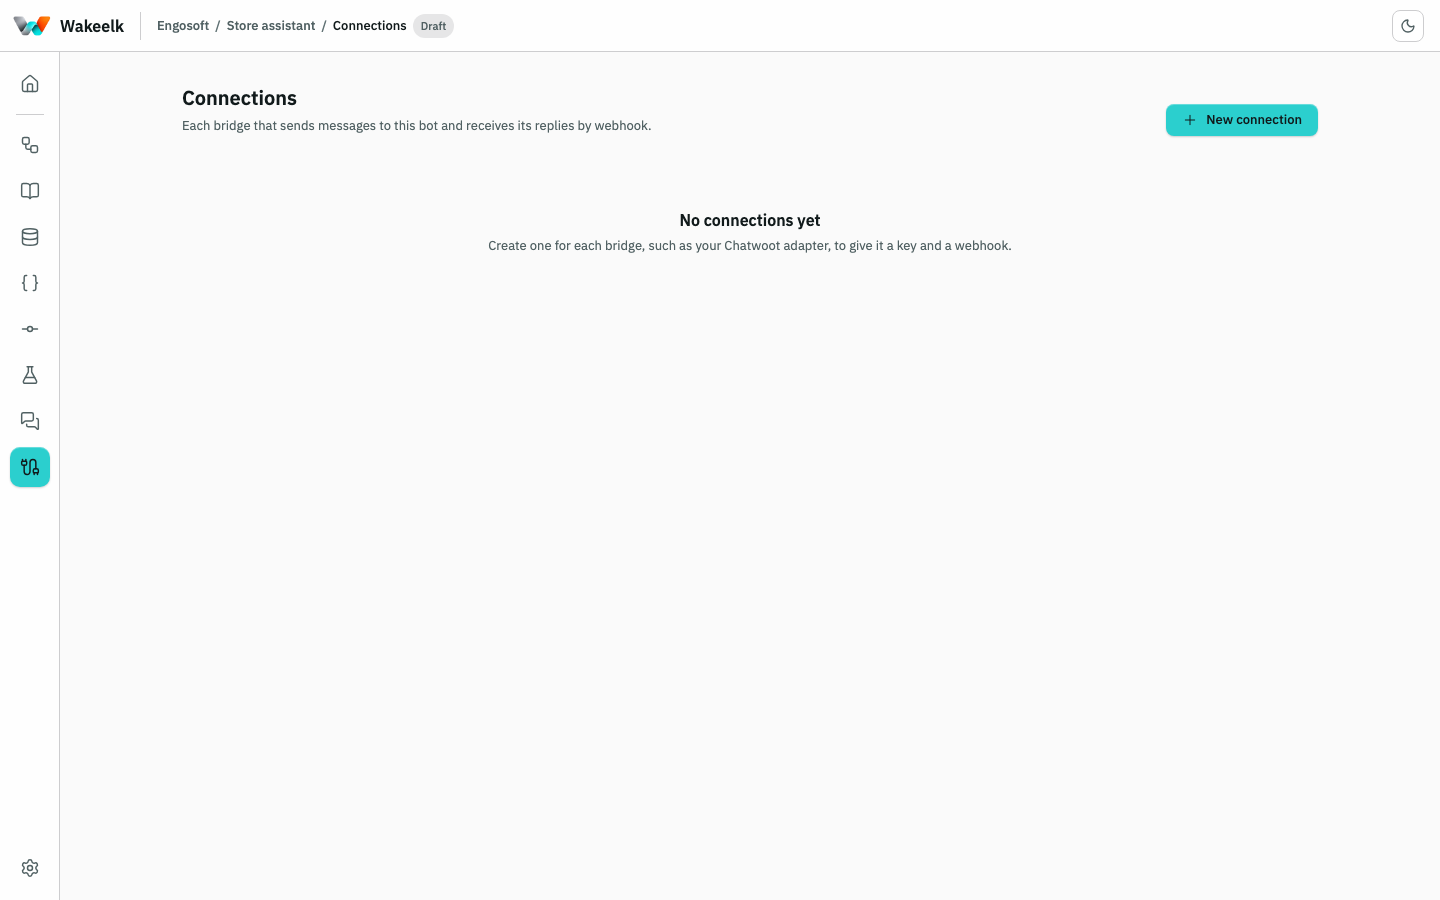 Wakeelk
Engosoft / Store assistant / Connections Draft
Connections
Each bridge that sends messages to this bot and receives its replies by webhook.
New connection
No connections yet
Create one for each bridge, such as your Chatwoot adapter, to give it a key and a webhook.